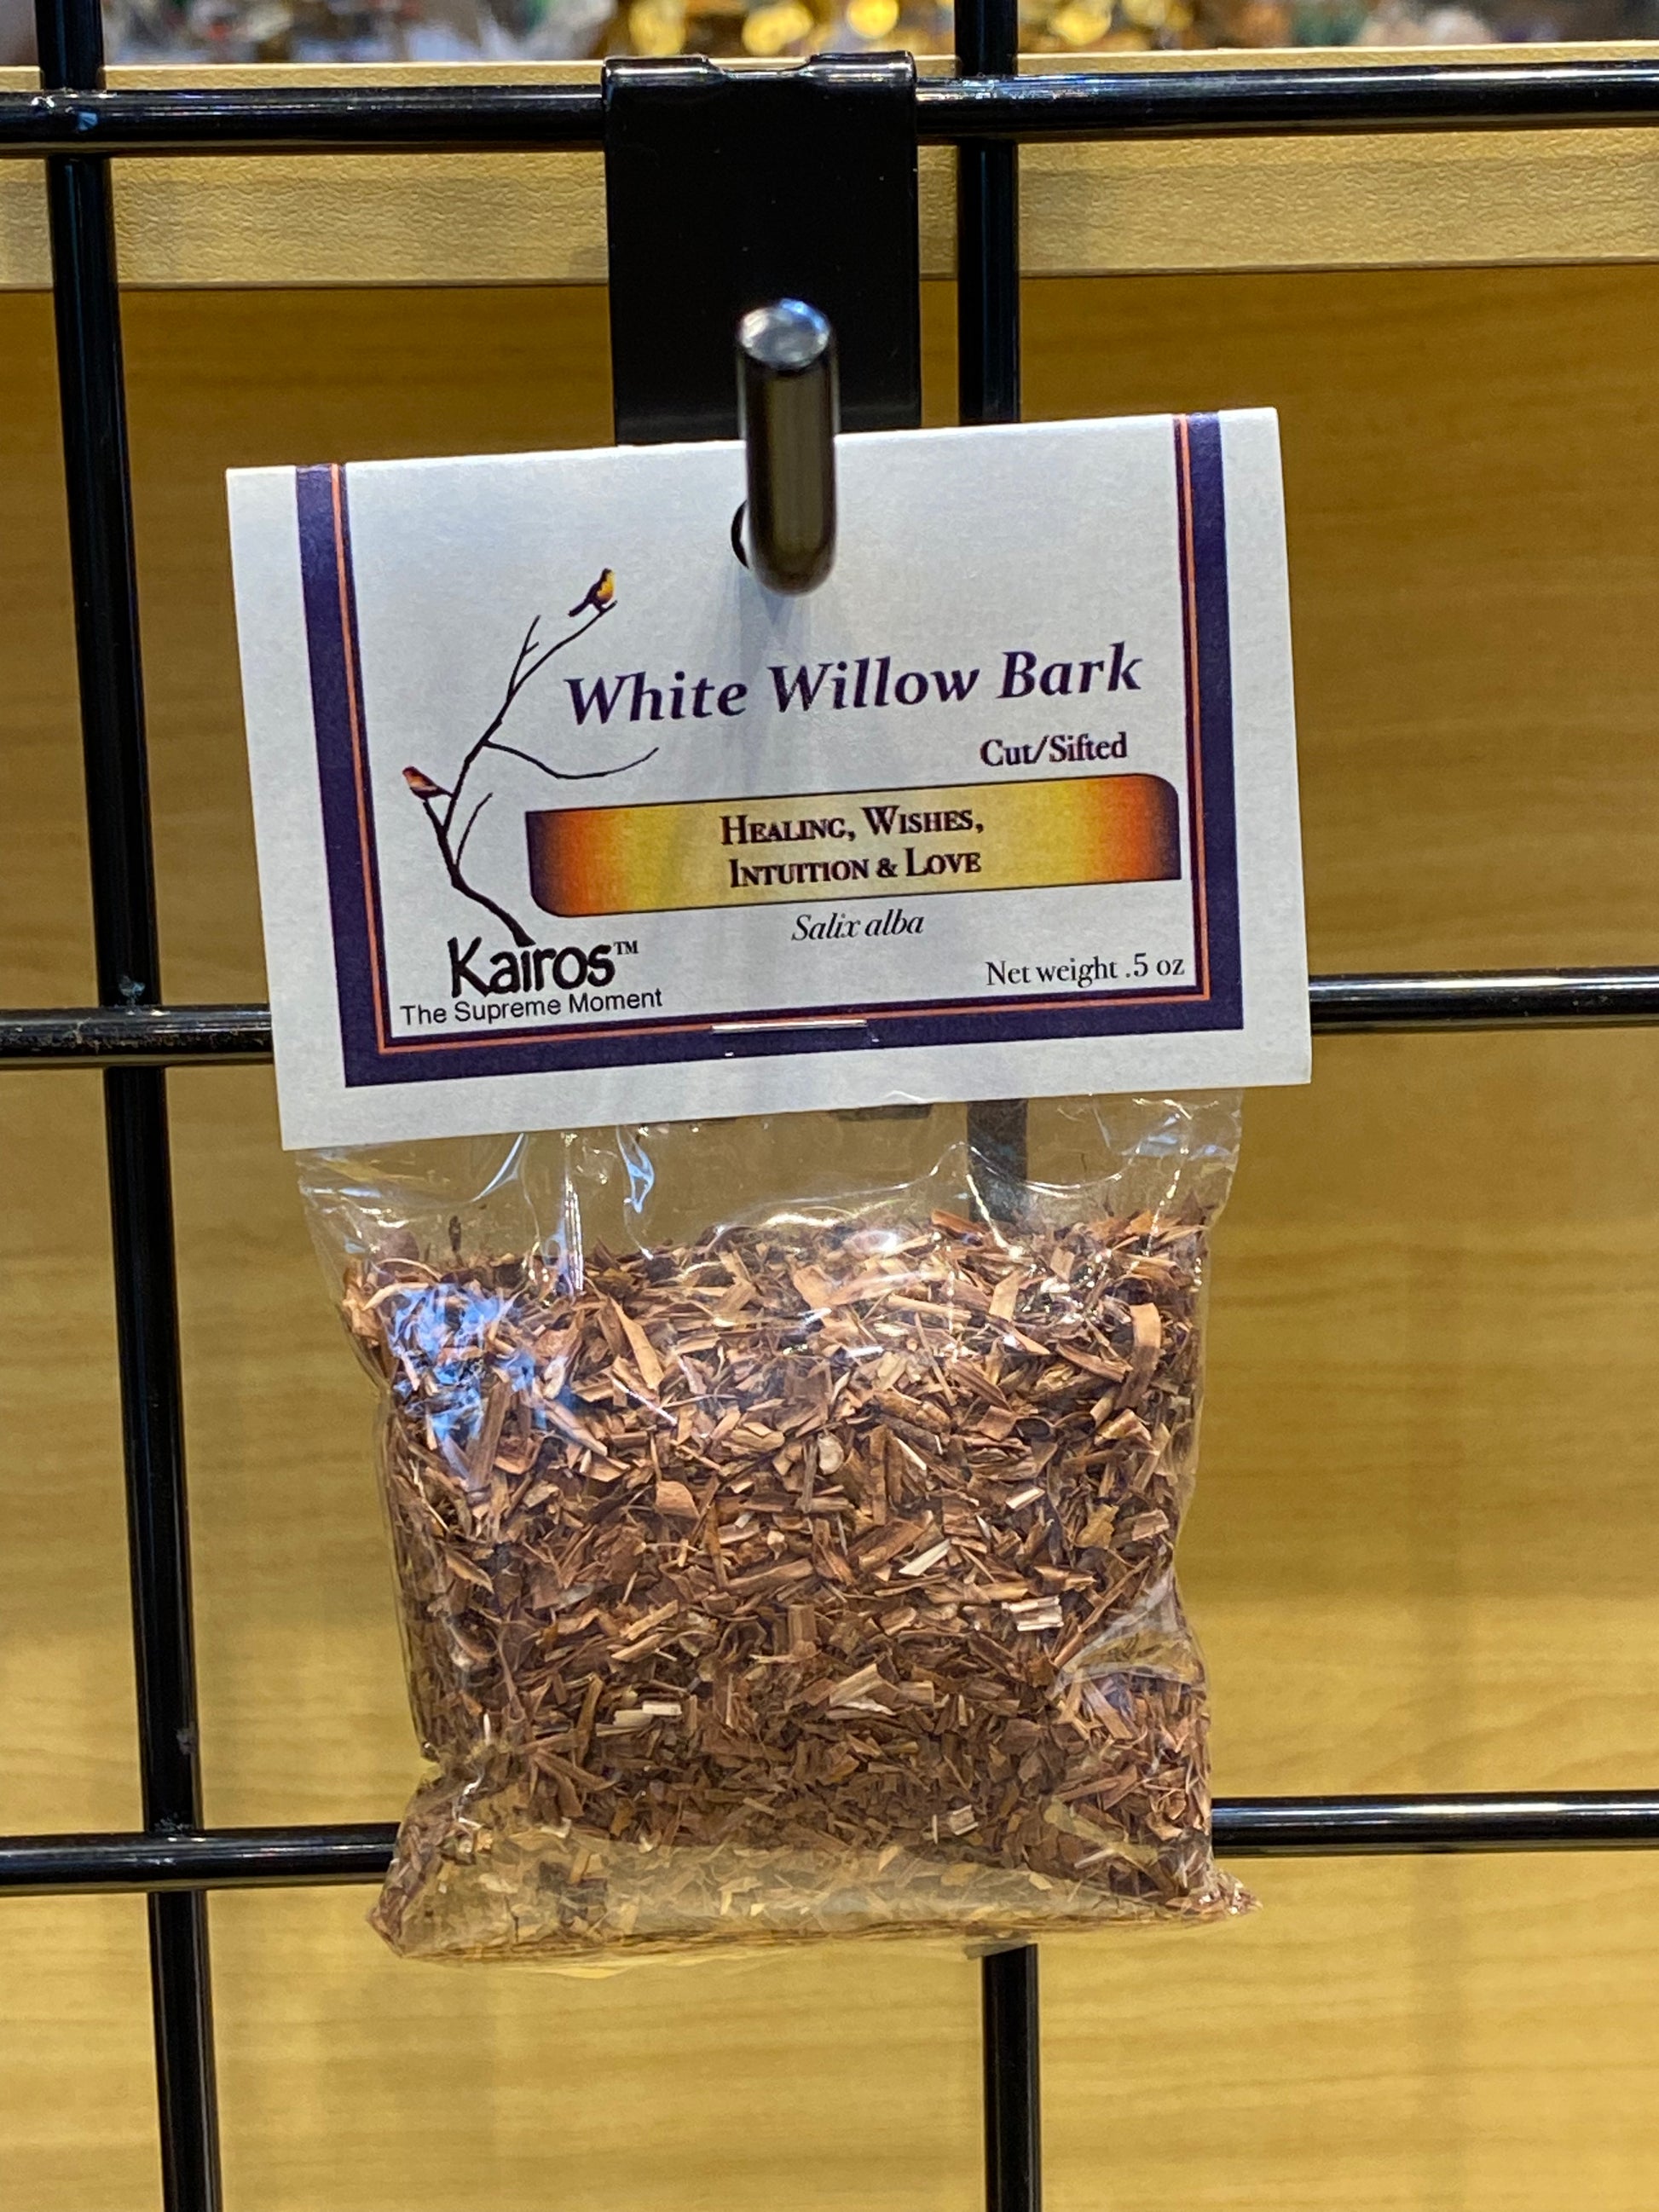 White Willow Bark
Cut/Sifted
HEALING, WISHES,
INTUITION & LOVE
Salix alba
Kairos™
The Supreme Moment
Net weight .5 oz